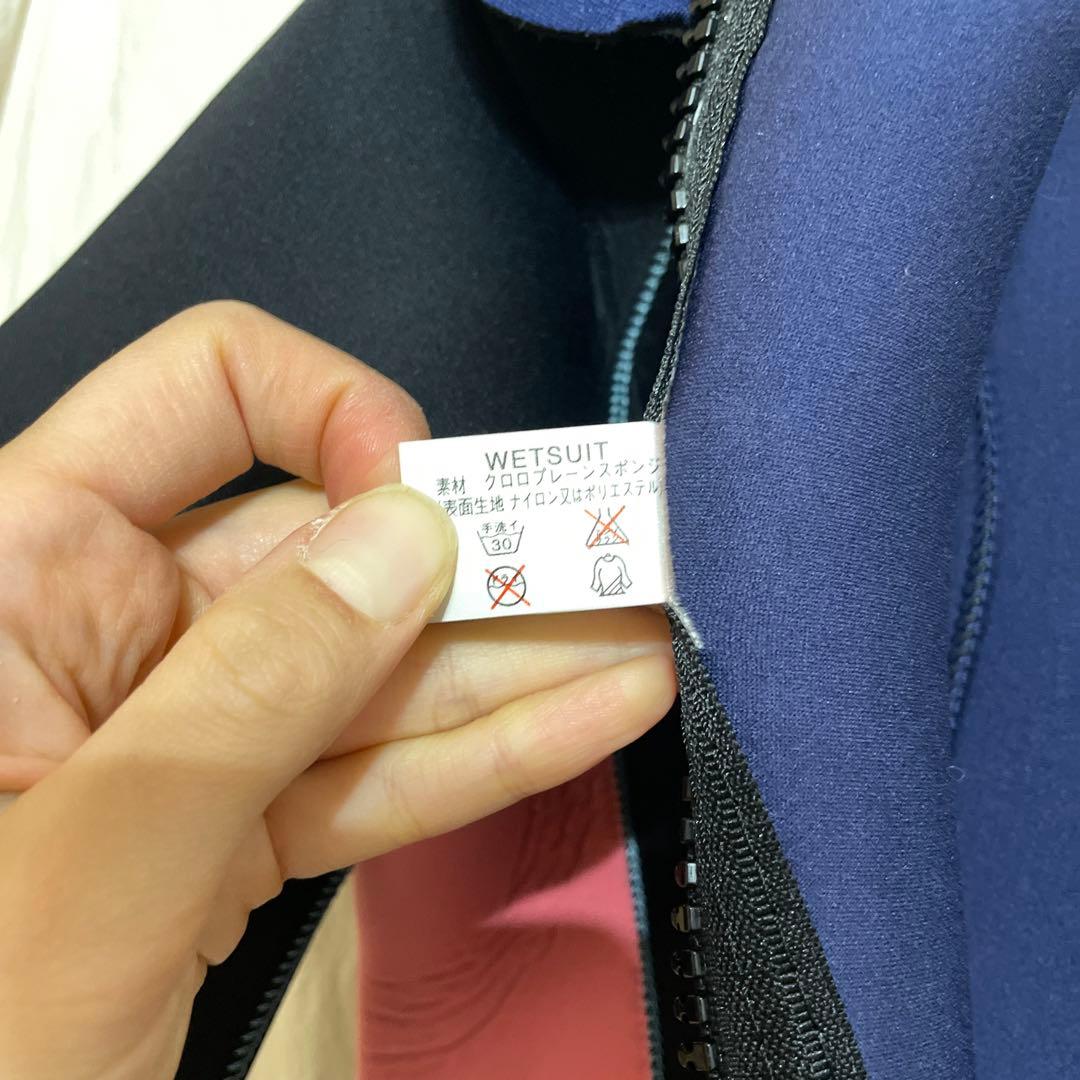 WETSUIT
素材 クロロプレーンスポンジ
(表面生地 ナイロン又はポリエステル)
手洗イ
30